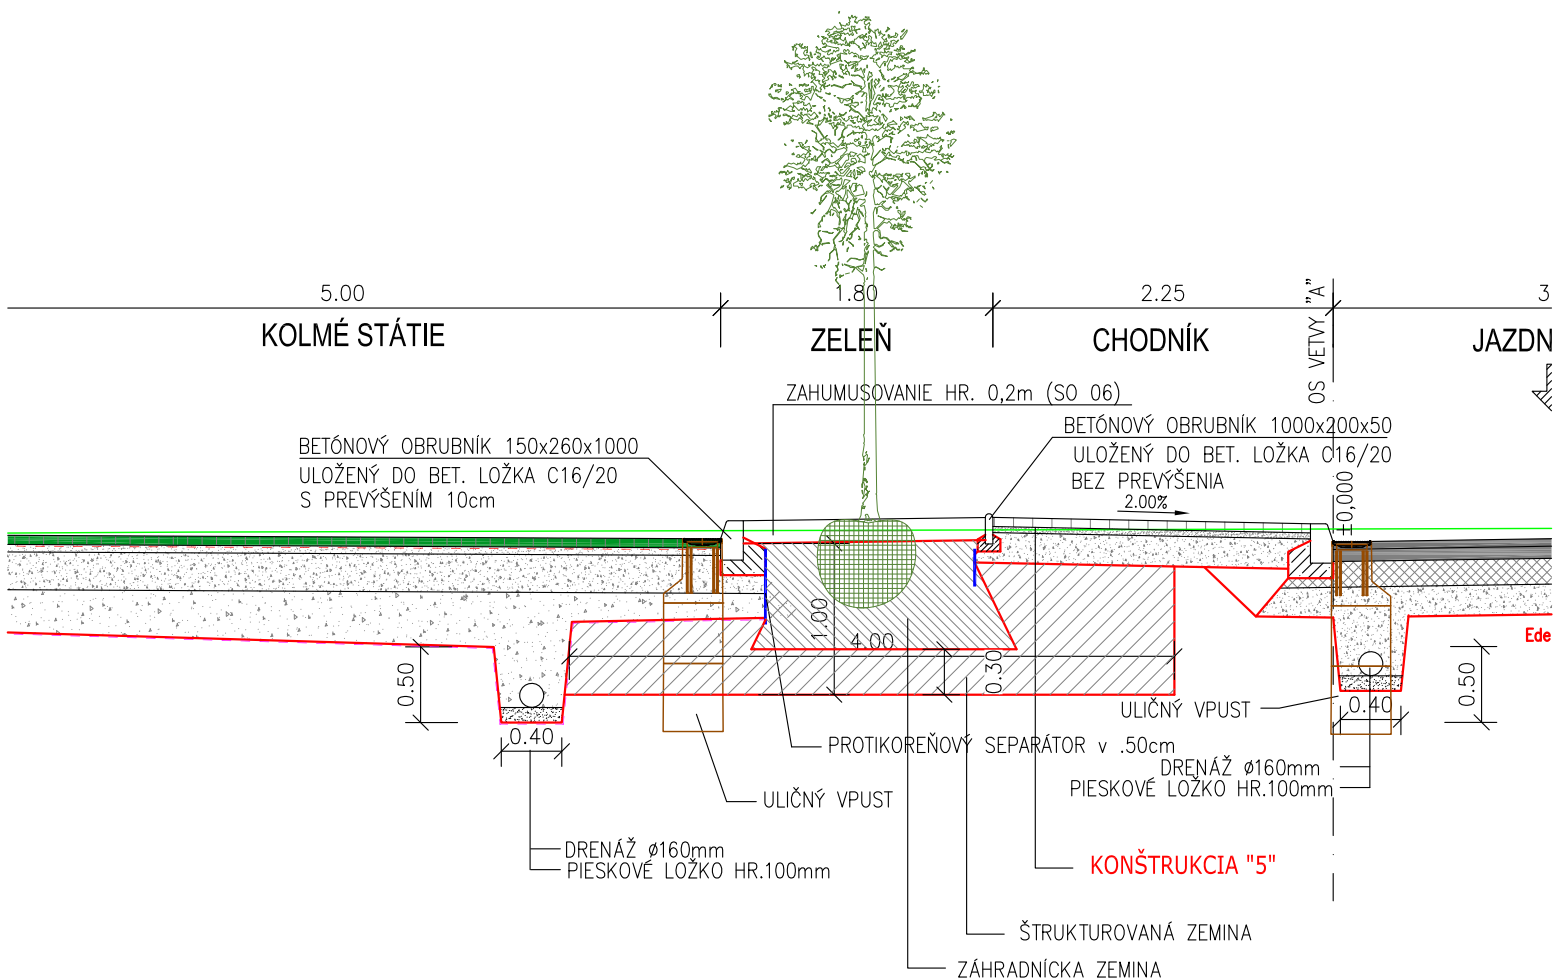 5.00
1.80
2.25
3
KOLMÉ STÁTIE
ZELEŇ
CHODNÍK
JAZDN
OS VETVY "A"
ZAHUMUSOVANIE HR. 0,2m (SO 06)
BETÓNOVÝ OBRUBNÍK 150x260x1000
ULOŽENÝ DO BET. LOŽKA C16/20
S PREVÝŠENÍM 10cm
BETÓNOVÝ OBRUBNÍK 1000x200x50
ULOŽENÝ DO BET. LOŽKA C16/20
BEZ PREVÝŠENIA
2.00%
±0,000
1.00
4.00
0.30
0.50
0.40
Ede
0.50
0.40
ULIČNÝ VPUST
PROTIKOREŇOVÝ SEPARÁTOR v .50cm
DRENÁŽ ø160mm
PIESKOVÉ LOŽKO HR.100mm
ULIČNÝ VPUST
DRENÁŽ ø160mm
PIESKOVÉ LOŽKO HR.100mm
KONŠTRUKCIA "5"
ŠTRUKTUROVANÁ ZEMINA
ZÁHRADNÍCKA ZEMINA